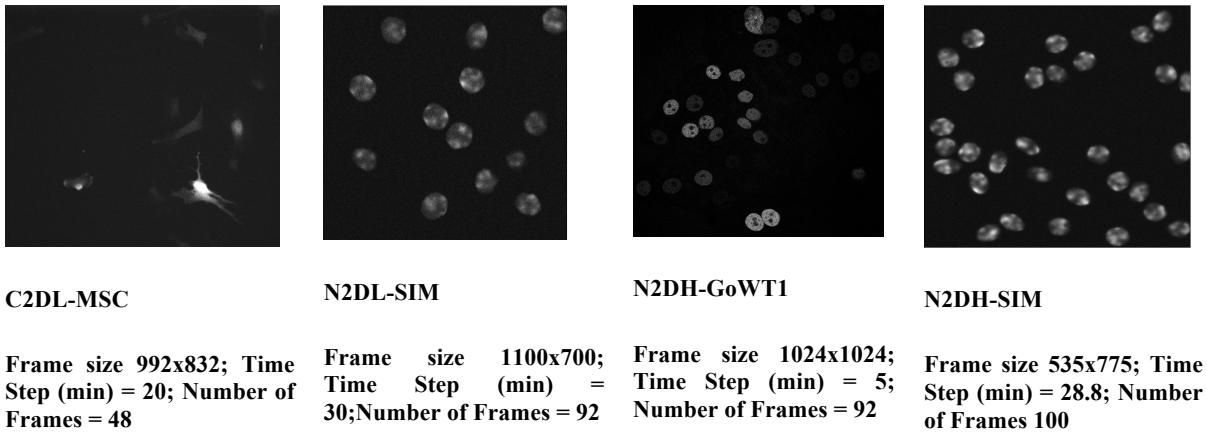 C2DL-MSC
Frame size 992x832; Time
Step (min) = 20; Number of
Frames = 48
N2DL-SIM
Frame size 1100x700;
Time Step (min) =
30;Number of Frames = 92
N2DH-GoWT1
Frame size 1024x1024;
Time Step (min) = 5;
Number of Frames = 92
N2DH-SIM
Frame size 535x775; Time
Step (min) = 28.8; Number
of Frames 100